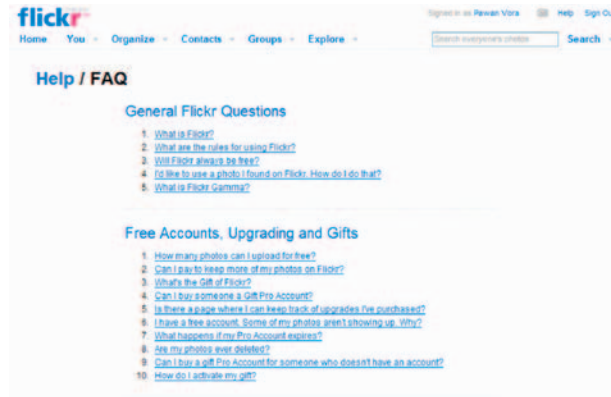 flickr
Signed in as Pawan Vora Help Sign Ou
Home You Organize Contacts Groups Explore Search everyone's photos Search
Help / FAQ
General Flickr Questions
1. What is Flickr?
2. What are the rules for using Flickr?
3. Will Flickr always be free?
4. I'd like to use a photo I found on Flickr. How do I do that?
5. What is Flickr Gamma?
Free Accounts, Upgrading and Gifts
1. How many photos can I upload for free?
2. Can I pay to keep more of my photos on Flickr?
3. What's the Gift of Flickr?
4. Can I buy someone a Gift Pro Account?
5. Is there a page where I can keep track of upgrades I've purchased?
6. I have a free account. Some of my photos aren't showing up. Why?
7. What happens if my Pro Account expires?
8. Are my photos ever deleted?
9. Can I buy a gift Pro Account for someone who doesn't have an account?
10. How do I activate my gift?